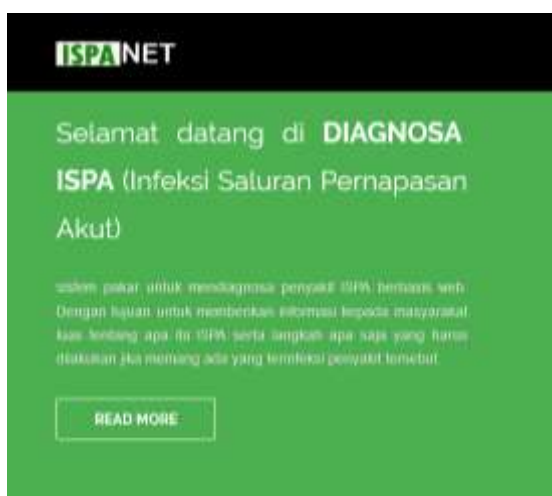 ISPANET
Selamat datang di DIAGNOSA
ISPA (Infeksi Saluran Pernapasan
Akut)
sistem pakar untuk mendiagnosa penyakit ISPA berbasis web.
Dengan tujuan untuk memberikan informasi kepada masyarakat
luas tentang apa itu ISPA serta langkah apa saja yang harus
dilakukan jika memang ada yang terinfeksi penyakit tersebut.
READ MORE